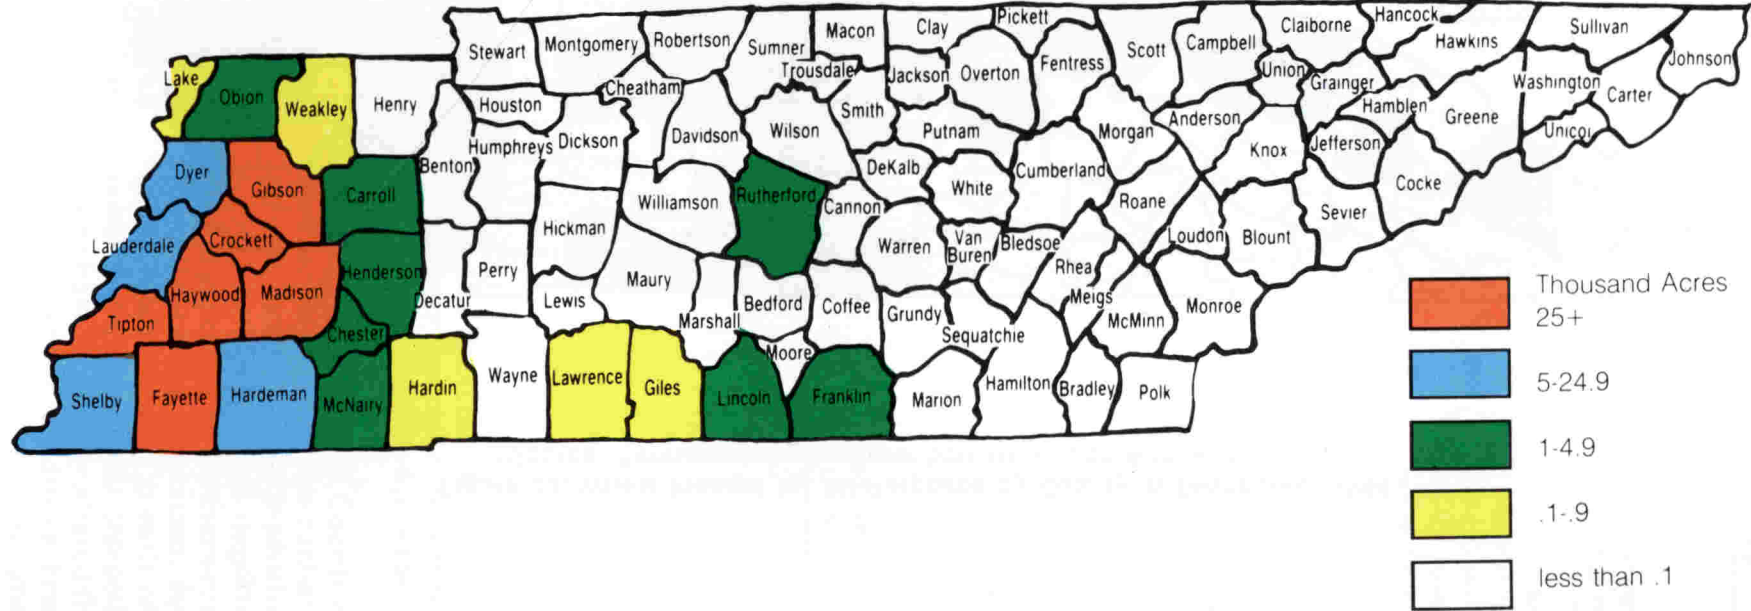 Lake
Obion
Weakley
Henry
Stewart
Montgomery
Robertson
Sumner
Macon
Clay
Pickett
Trousdale
Jackson
Overton
Fentress
Scott
Campbell
Claiborne
Hancock
Hawkins
Sullivan
Johnson
Union
Grainger
Hamblen
Greene
Washington
Carter
Unicoi
Houston
Cheatham
Humphreys
Dickson
Davidson
Wilson
Smith
Putnam
Morgan
Anderson
Knox
Jefferson
Cocke
Sevier
Dyer
Gibson
Carroll
Benton
Hickman
Williamson
Rutherford
Cannon
DeKalb
White
Cumberland
Roane
Loudon
Blount
Lauderdale
Crockett
Haywood
Madison
Henderson
Decatur
Perry
Lewis
Maury
Marshall
Bedford
Coffee
Warren
Van
Buren
Bledsoe
Rhea
Meigs
McMinn
Monroe
Tipton
Chester
Moore
Grundy
Sequatchie
Shelby
Fayette
Hardeman
McNairy
Hardin
Wayne
Lawrence
Giles
Lincoln
Franklin
Marion
Hamilton
Bradley
Polk
Thousand Acres
25+
5-24.9
1-4.9
.1-.9
less than .1